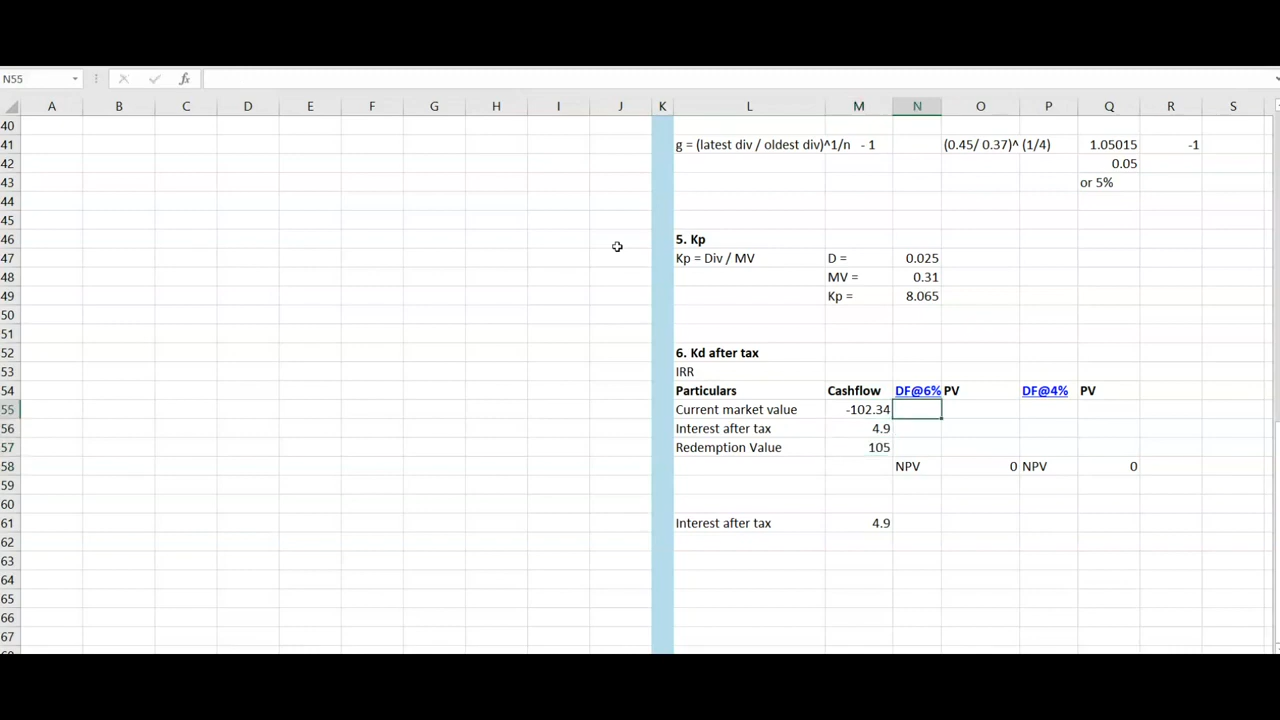 N55 fx
A B C D E F G H I J K L M N O P Q R S
40
41 g = (latest div / oldest div)^1/n - 1 (0.45/ 0.37)^ (1/4) 1.05015 -1
42 0.05
43 or 5%
44
45
46 5. Kp
47 Kp = Div / MV D = 0.025
48 MV = 0.31
49 Kp = 8.065
50
51
52 6. Kd after tax
53 IRR
54 Particulars Cashflow DF@6% PV DF@4% PV
55 Current market value -102.34
56 Interest after tax 4.9
57 Redemption Value 105
58 NPV 0 NPV 0
59
60
61 Interest after tax 4.9
62
63
64
65
66
67